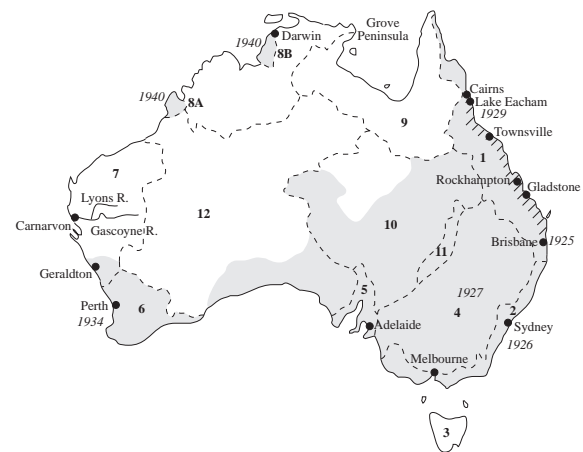 Grove
Peninsula
Darwin
1940
8B
1940
8A
Cairns
Lake Eacham
1929
9
Townsville
1
7
Rockhampton
Gladstone
Lyons R.
12
10
Carnarvon
Gascoyne R.
Brisbane
1925
11
Geraldton
5
1927
Perth
6
4
2
1934
Adelaide
Sydney
1926
Melbourne
3